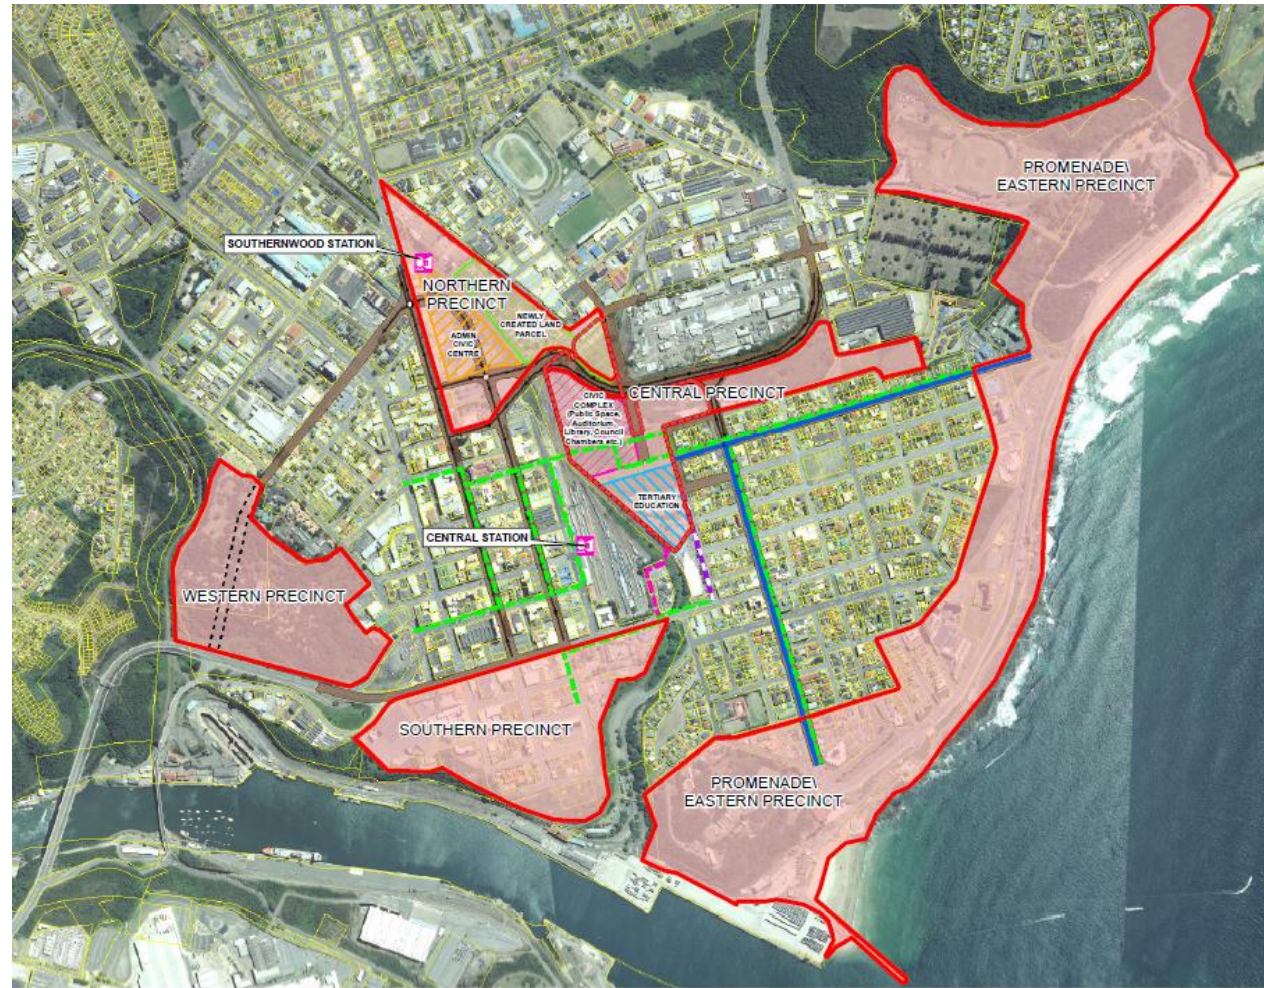 PROMENADE\
EASTERN PRECINCT
SOUTHERNWOOD STATION
NORTHERN
PRECINCT
NEWLY
CREATED LAND
PARCEL
ADMIN
CIVIC
CENTRE
CENTRAL PRECINCT
CIVIC
COMPLEX
(Public Space,
Auditorium,
Library, Council
Chambers etc.)
TERTIARY
EDUCATION
CENTRAL STATION
WESTERN PRECINCT
SOUTHERN PRECINCT
PROMENADE\
EASTERN PRECINCT